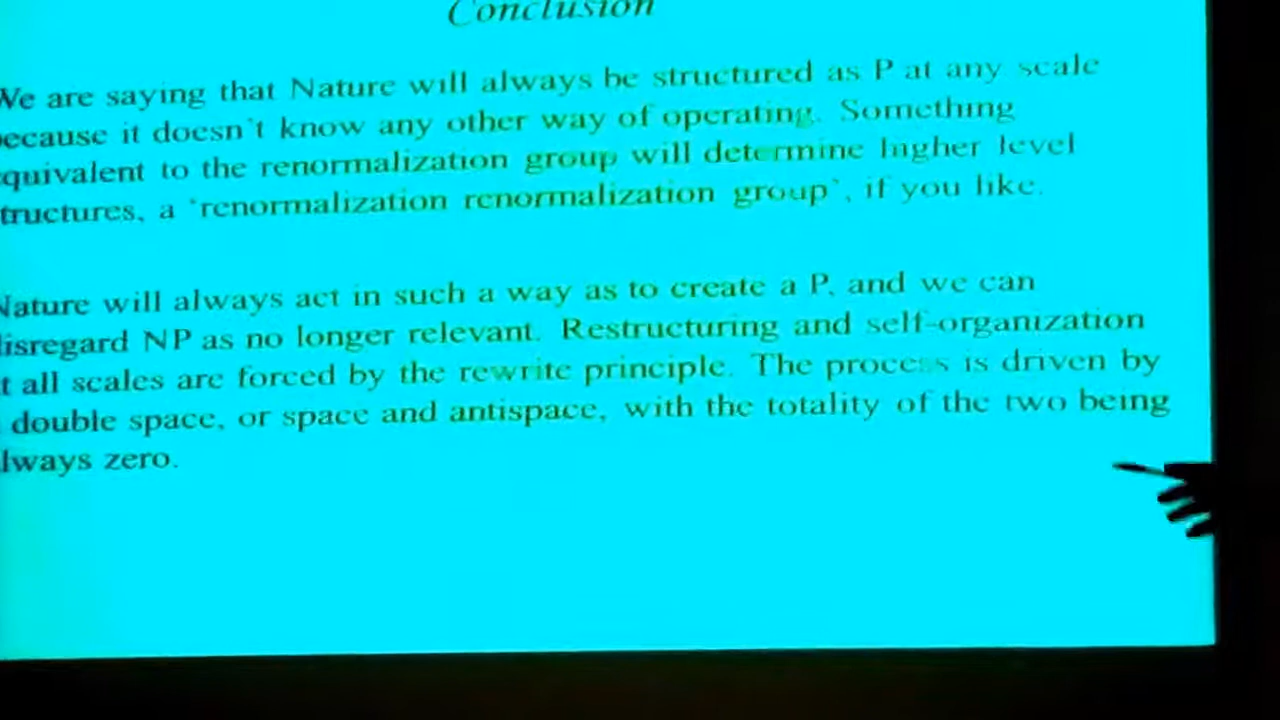 Conclusion
We are saying that Nature will always be structured as P at any scale
ecause it doesn't know any other way of operating. Something
quivalent to the renormalization group will determine higher level
tructures, a 'renormalization renormalization group', if you like.
Nature will always act in such a way as to create a P, and we can
isregard NP as no longer relevant. Restructuring and self-organization
t all scales are forced by the rewrite principle. The process is driven by
double space, or space and antispace, with the totality of the two being
lways zero.